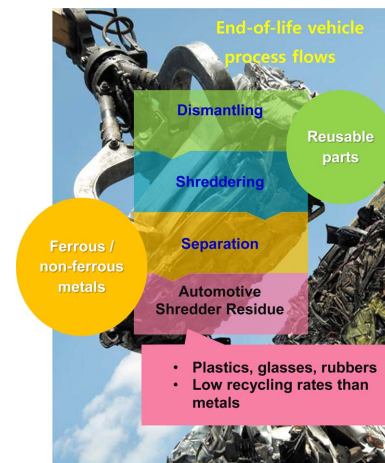 End-of-life vehicle
process flows
Dismantling
Reusable
parts
Shreddering
Ferrous /
non-ferrous
metals
Separation
Automotive
Shredder Residue
• Plastics, glasses, rubbers
• Low recycling rates than
metals